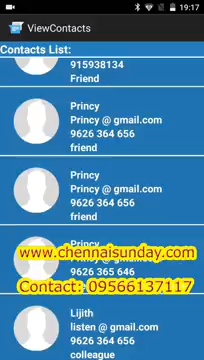 19:17
ViewContacts
Contacts List:
915938134
Friend
Princy
Princy @ gmail.com
9626 364 656
friend
Princy
Princy @ gmail.com
9626 364 656
friend
Princy
www.chennaisunday.com
9626 365 646
Contact: 09566137117
Lijith
listen @ gmail.com
9626 364 656
colleague